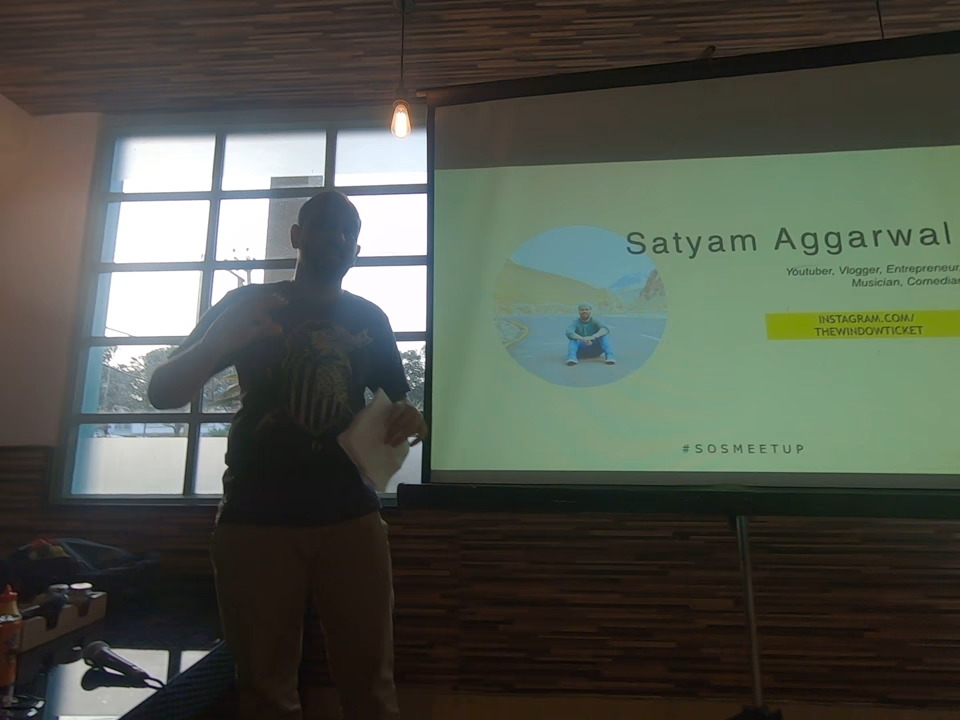 Satyam Aggarwal
Youtuber, Vlogger, Entrepreneur,
Musician, Comedian
INSTAGRAM.COM/
THEWINDOWTICKET
#SOSMEETUP